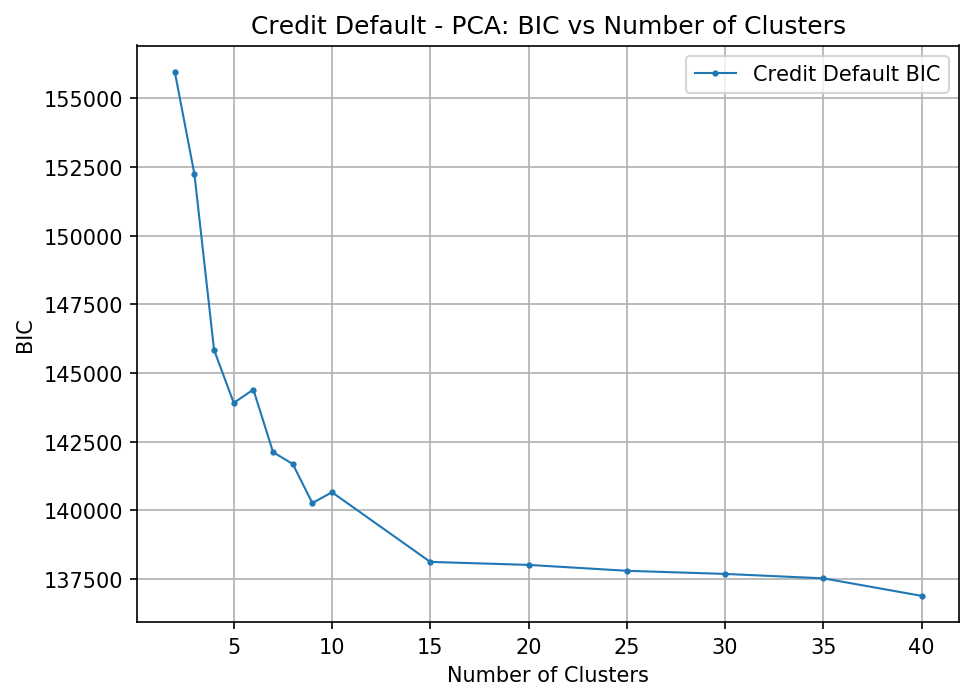 Credit Default - PCA: BIC vs Number of Clusters
Credit Default BIC
155000
152500
150000
147500
145000
142500
140000
137500
BIC
5 10 15 20 25 30 35 40
Number of Clusters